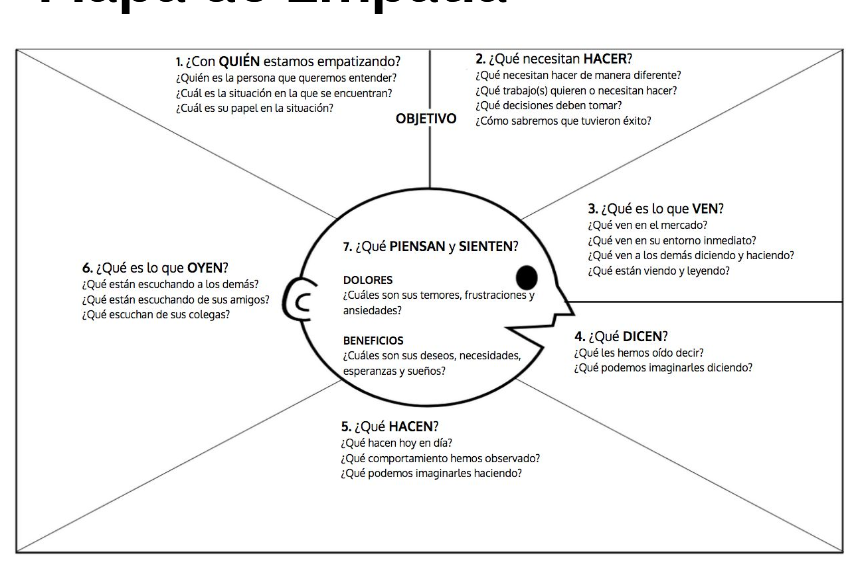 1. ¿Con QUIÉN estamos empatizando?
¿Quién es la persona que queremos entender?
¿Cuál es la situación en la que se encuentran?
¿Cuál es su papel en la situación?
OBJETIVO
2. ¿Qué necesitan HACER?
¿Qué necesitan hacer de manera diferente?
¿Qué trabajo(s) quieren o necesitan hacer?
¿Qué decisiones deben tomar?
¿Cómo sabremos que tuvieron éxito?
3. ¿Qué es lo que VEN?
¿Qué ven en el mercado?
¿Qué ven en su entorno inmediato?
¿Qué ven a los demás diciendo y haciendo?
¿Qué están viendo y leyendo?
4. ¿Qué DICEN?
¿Qué les hemos oído decir?
¿Qué podemos imaginarles diciendo?
5. ¿Qué HACEN?
¿Qué hacen hoy en día?
¿Qué comportamiento hemos observado?
¿Qué podemos imaginarles haciendo?
6. ¿Qué es lo que OYEN?
¿Qué están escuchando a los demás?
¿Qué están escuchando de sus amigos?
¿Qué escuchan de sus colegas?
7. ¿Qué PIENSAN y SIENTEN?
DOLORES
¿Cuáles son sus temores, frustraciones y
ansiedades?
BENEFICIOS
¿Cuáles son sus deseos, necesidades,
esperanzas y sueños?